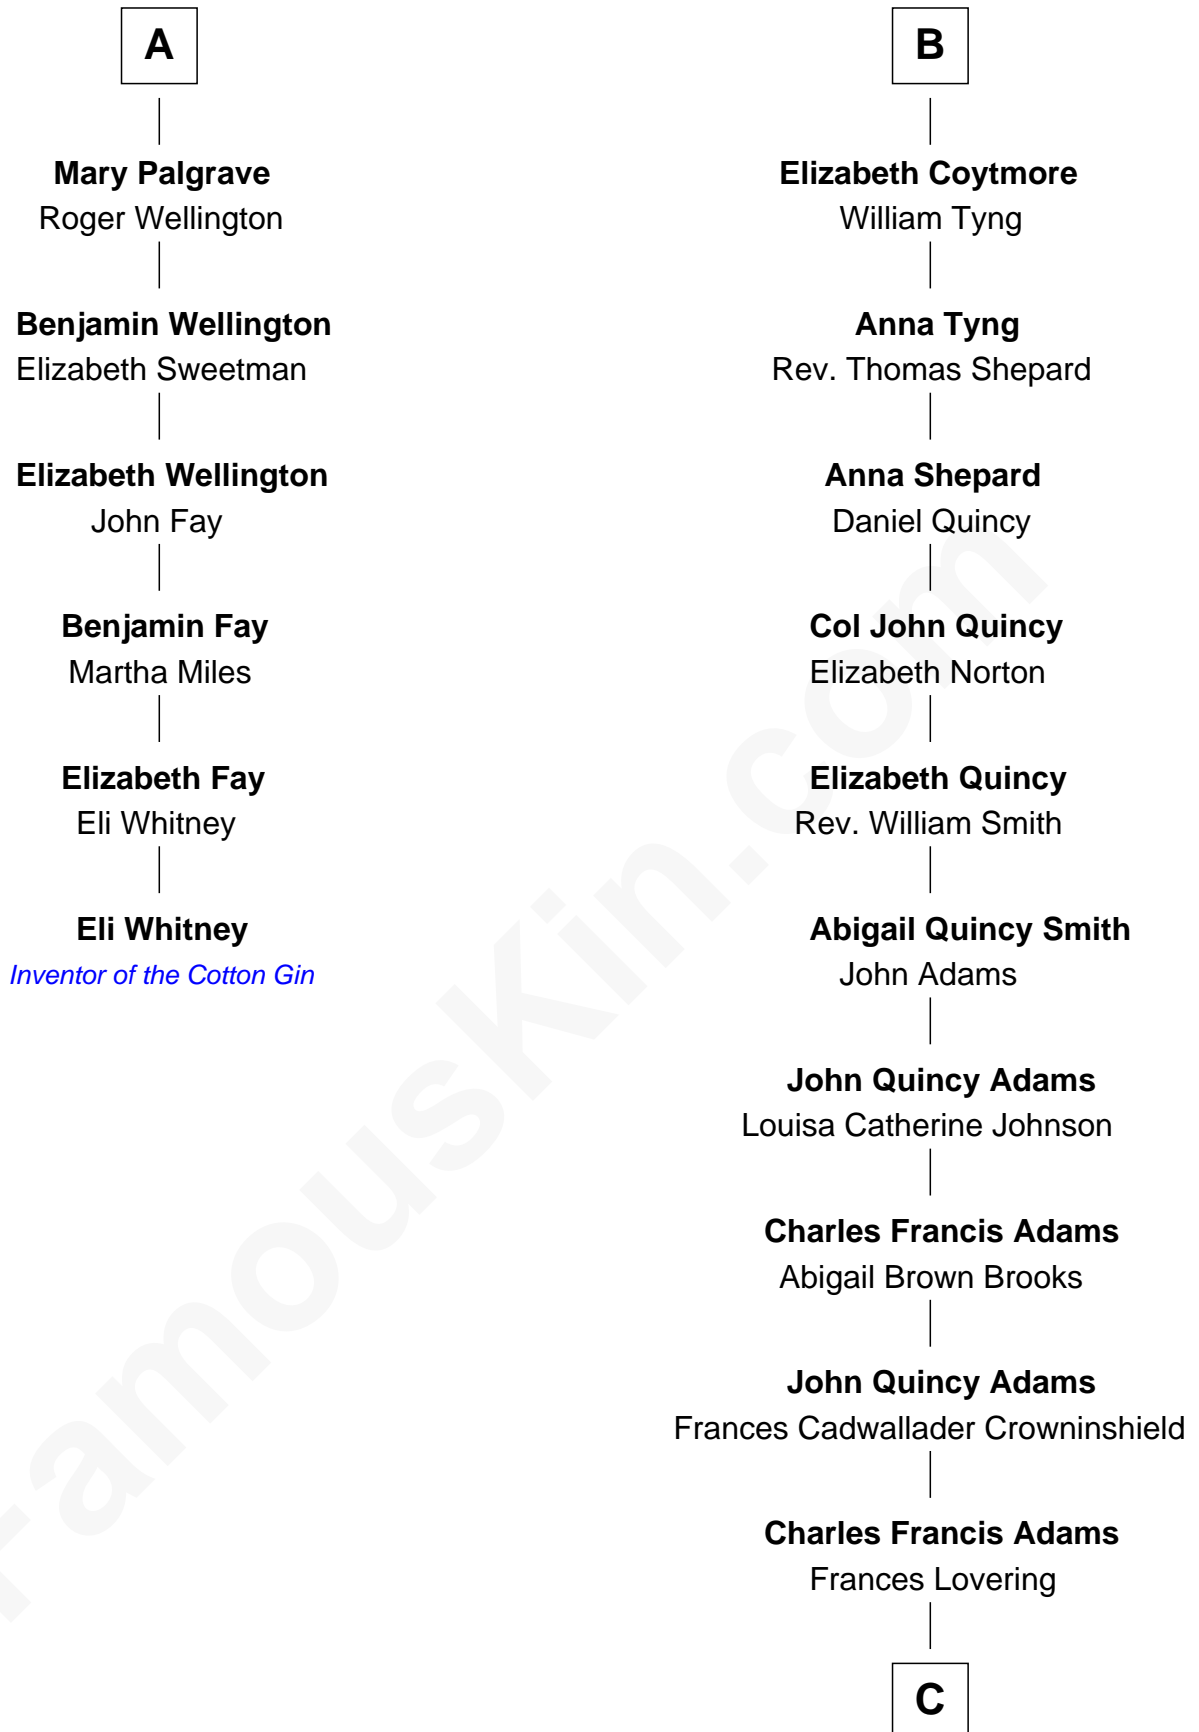 A
Mary Palgrave
Roger Wellington
Benjamin Wellington
Elizabeth Sweetman
Elizabeth Wellington
John Fay
Benjamin Fay
Martha Miles
Elizabeth Fay
Eli Whitney
Eli Whitney
Inventor of the Cotton Gin
B
Elizabeth Coytmore
William Tyng
Anna Tyng
Rev. Thomas Shepard
Anna Shepard
Daniel Quincy
Col John Quincy
Elizabeth Norton
Elizabeth Quincy
Rev. William Smith
Abigail Quincy Smith
John Adams
John Quincy Adams
Louisa Catherine Johnson
Charles Francis Adams
Abigail Brown Brooks
John Quincy Adams
Frances Cadwallader Crowninshield
Charles Francis Adams
Frances Lovering
C
FamousKin.com